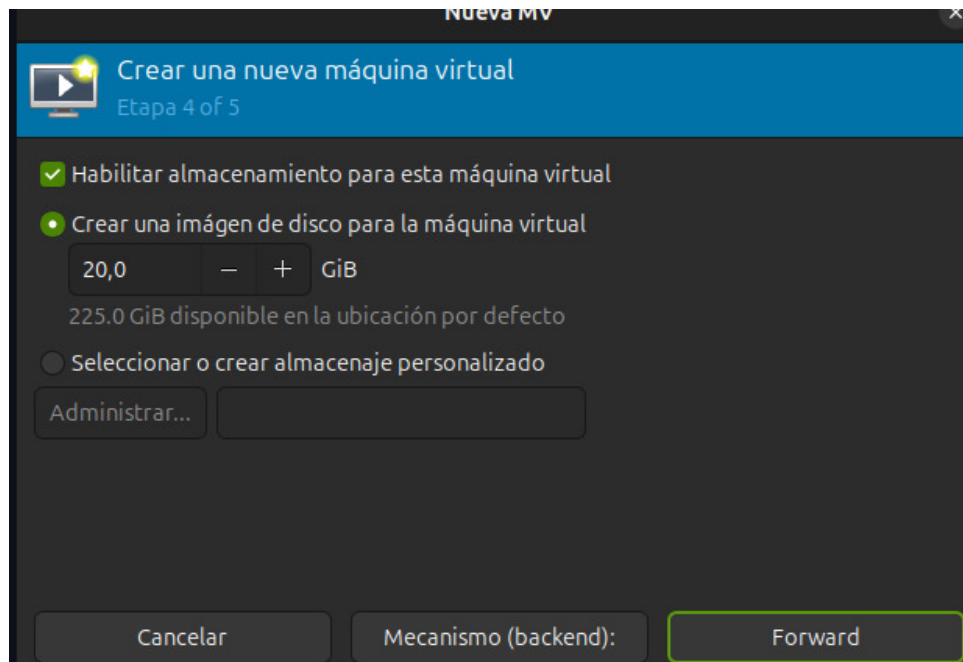 Nueva MV
Crear una nueva máquina virtual
Etapa 4 of 5
Habilitar almacenamiento para esta máquina virtual
Crear una imágen de disco para la máquina virtual
20,0 − + GiB
225.0 GiB disponible en la ubicación por defecto
Seleccionar o crear almacenaje personalizado
Administrar...
Cancelar Mecanismo (backend): Forward